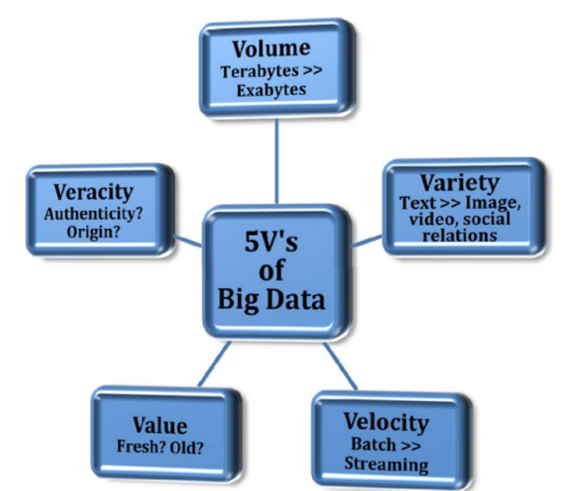 Volume
Terabytes >>
Exabytes
Veracity
Authenticity?
Origin?
Variety
Text >> Image,
video, social
relations
5V's
of
Big Data
Value
Fresh? Old?
Velocity
Batch >>
Streaming